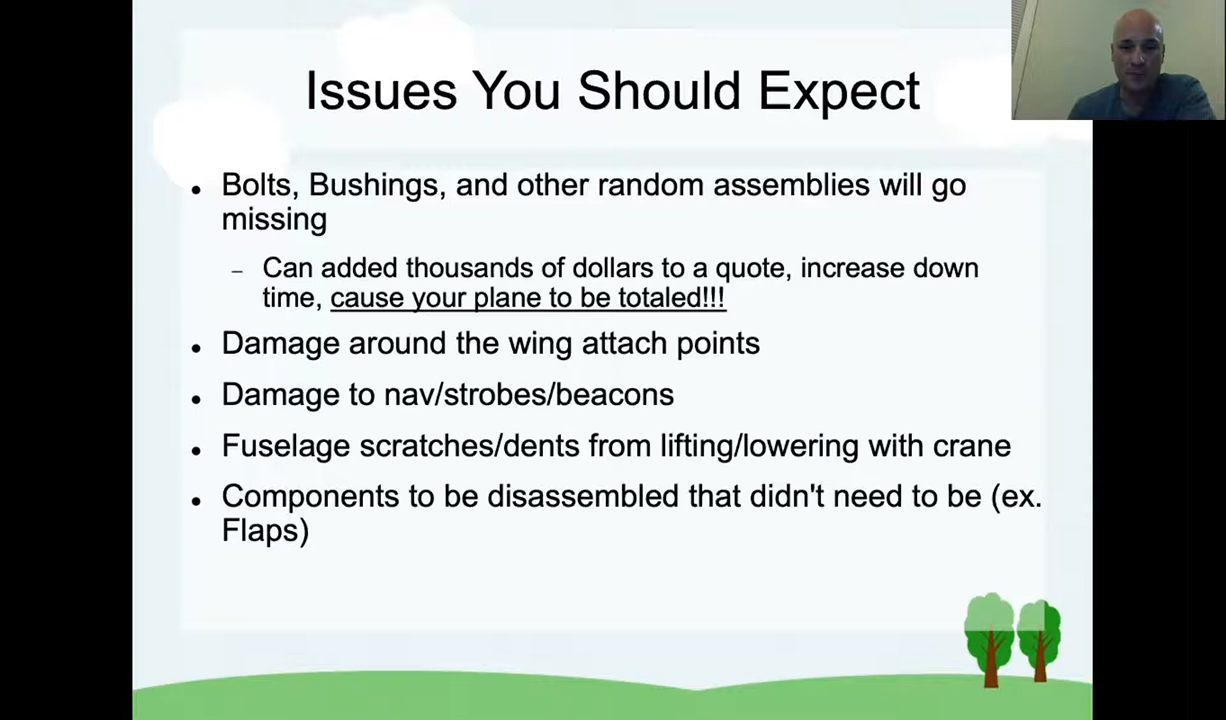 Issues You Should Expect
• Bolts, Bushings, and other random assemblies will go
missing
– Can added thousands of dollars to a quote, increase down
time, cause your plane to be totaled!!!
• Damage around the wing attach points
• Damage to nav/strobes/beacons
• Fuselage scratches/dents from lifting/lowering with crane
• Components to be disassembled that didn't need to be (ex.
Flaps)